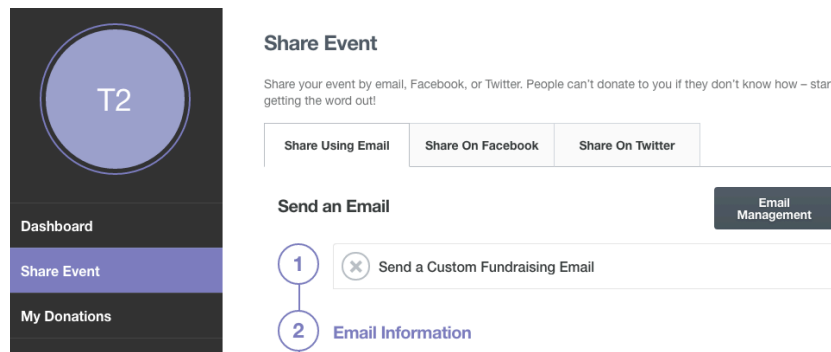 T2
Dashboard
Share Event
My Donations
Share Event
Share your event by email, Facebook, or Twitter. People can't donate to you if they don't know how – star
getting the word out!
Share Using Email
Share On Facebook
Share On Twitter
Send an Email
Email
Management
1
Send a Custom Fundraising Email
2
Email Information